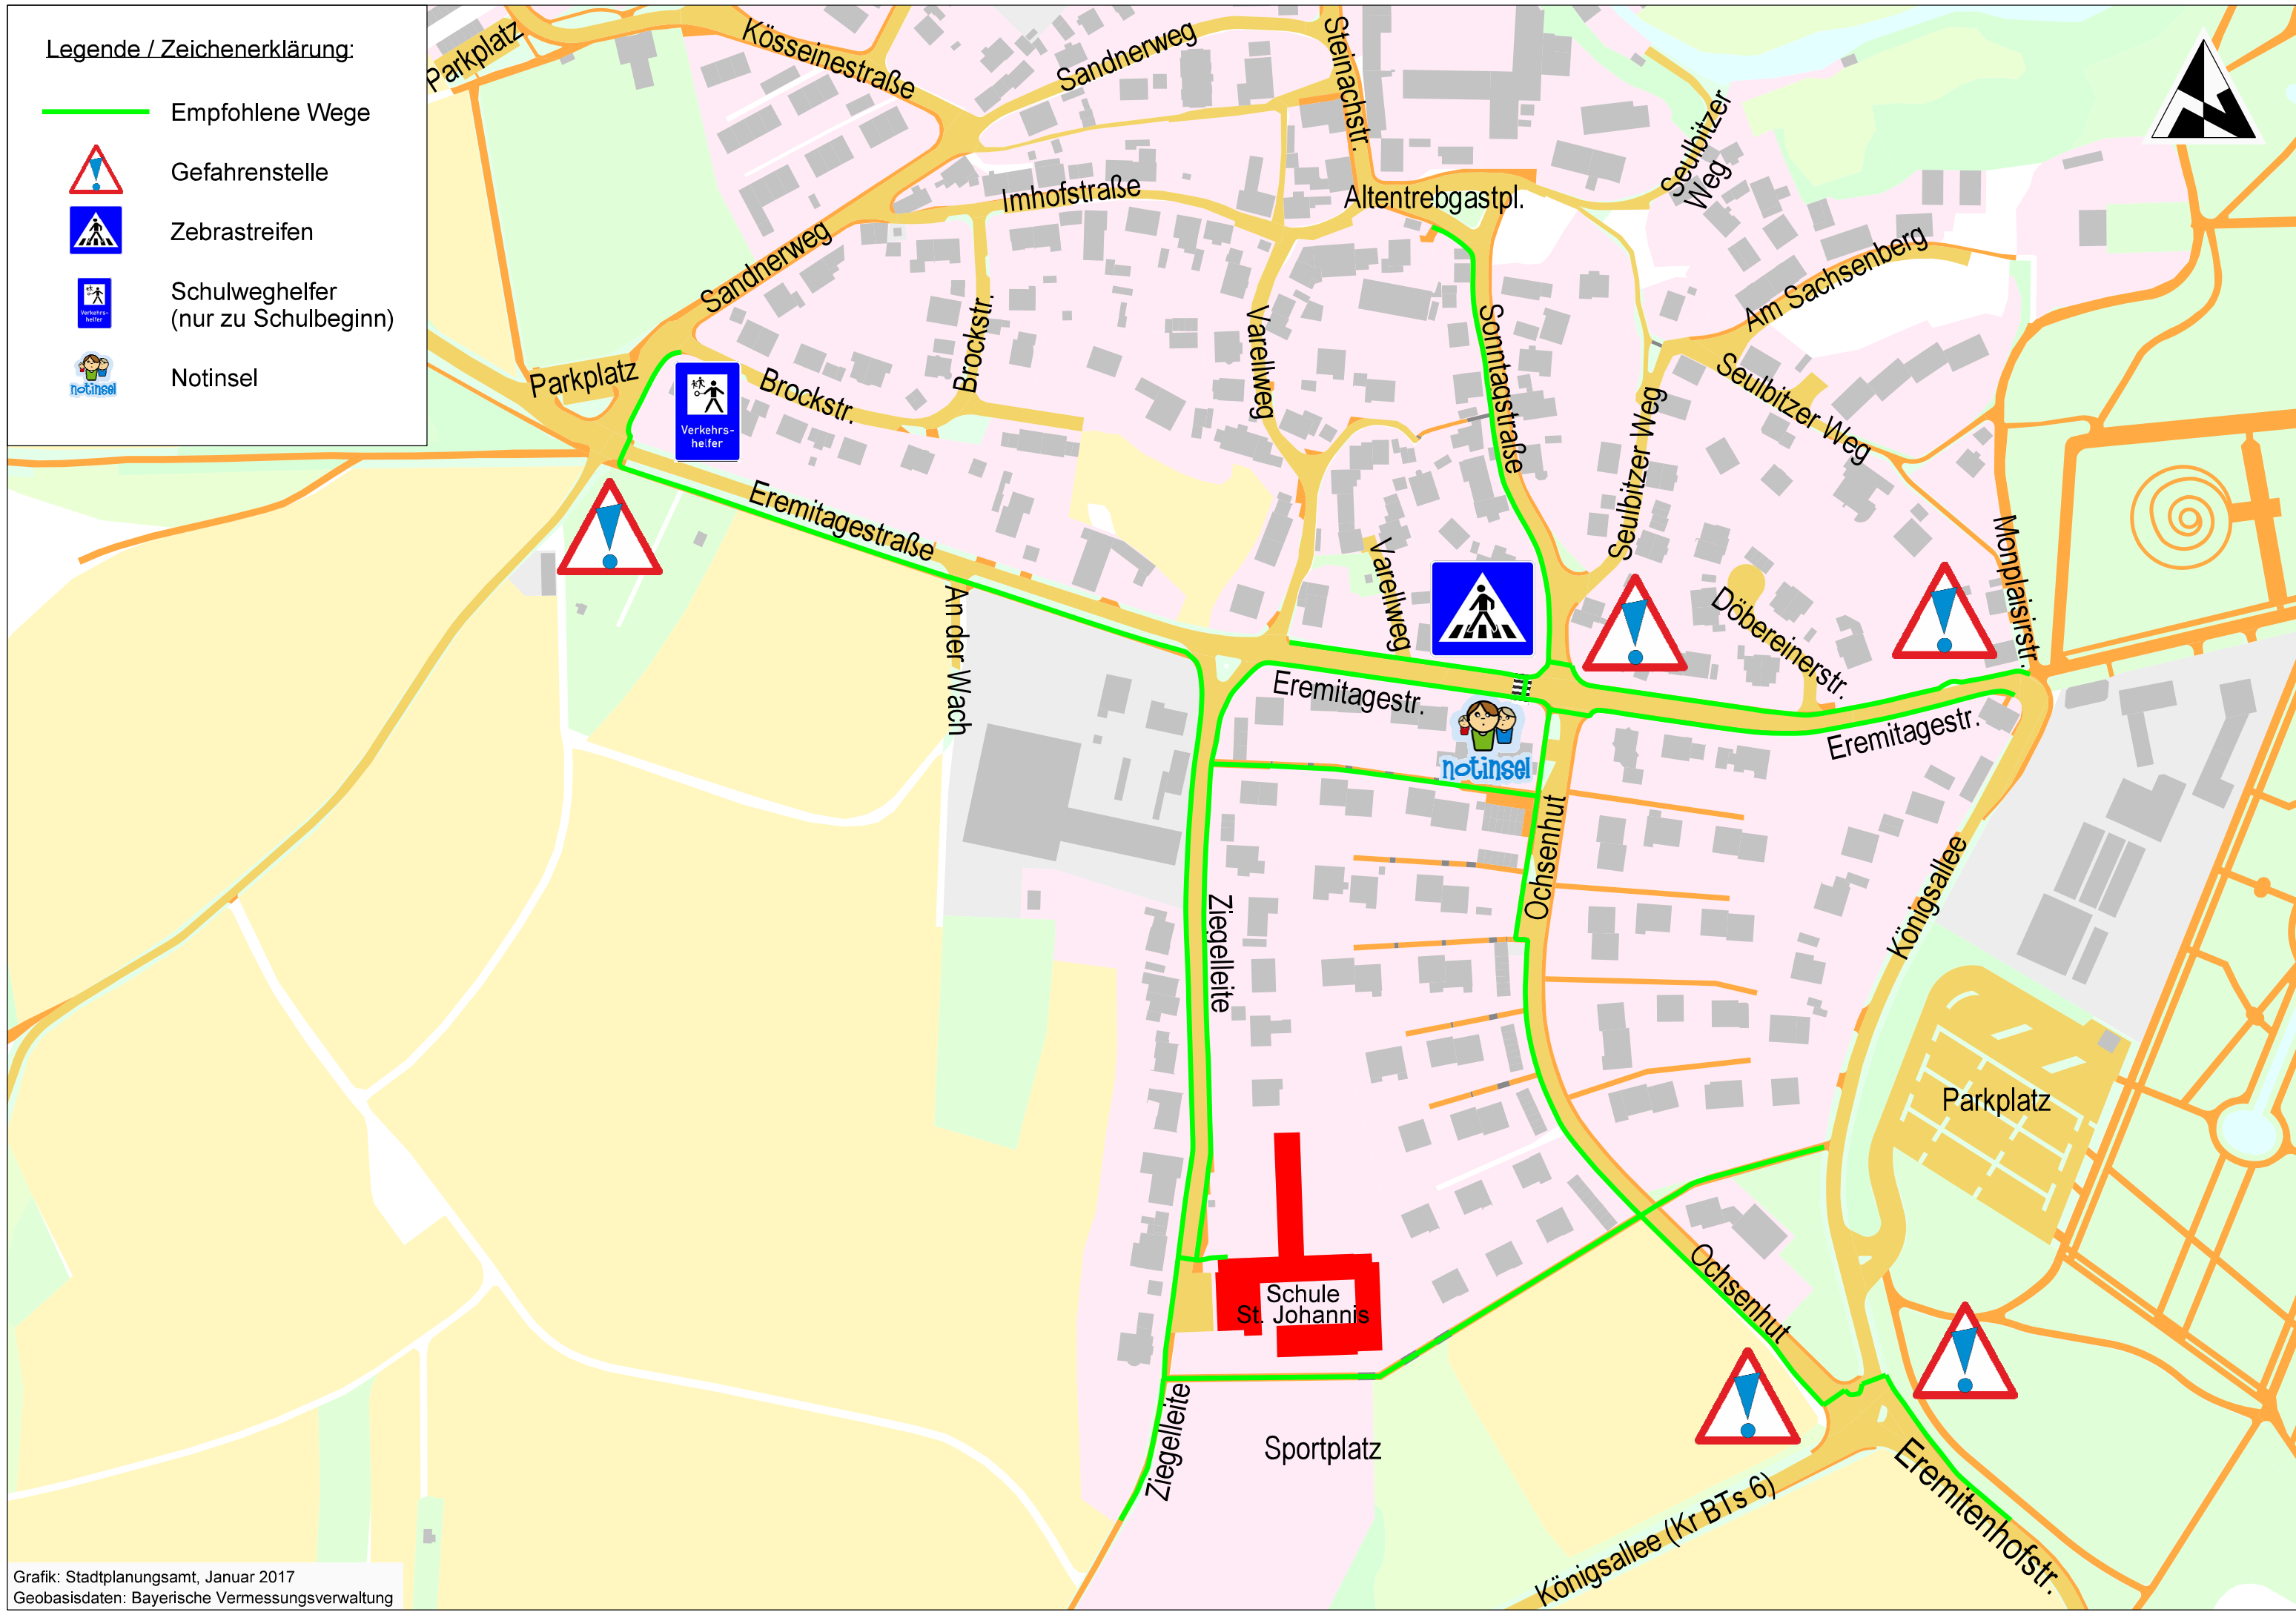 Legende / Zeichenerklärung:
Empfohlene Wege
Gefahrenstelle
Zebrastreifen
Verkehrs-
helfer
Schulweghelfer
(nur zu Schulbeginn)
notinsel
Notinsel
Parkplatz
Kösseinestraße
Sandnerweg
Steinachstr.
Seulbitzer
Weg
Imhofstraße
Altentrebgastpl.
Sandnerweg
Am Sachsenberg
Brockstr.
Varellweg
Sonntagstraße
Parkplatz
Brockstr.
Seulbitzer Weg
Seulbitzer Weg
Verkehrs-
helfer
Eremitagestraße
Monplaisirstr.
Varellweg
Döbereinerstr.
An der Wach
Eremitagestr.
Eremitagestr.
notinsel
Ochsenhut
Königsallee
Ziegelleite
Parkplatz
Schule
St. Johannis
Ochsenhut
Ziegelleite
Sportplatz
Königsallee (Kr BTs 6)
Eremitenhofstr.
Grafik: Stadtplanungsamt, Januar 2017
Geobasisdaten: Bayerische Vermessungsverwaltung